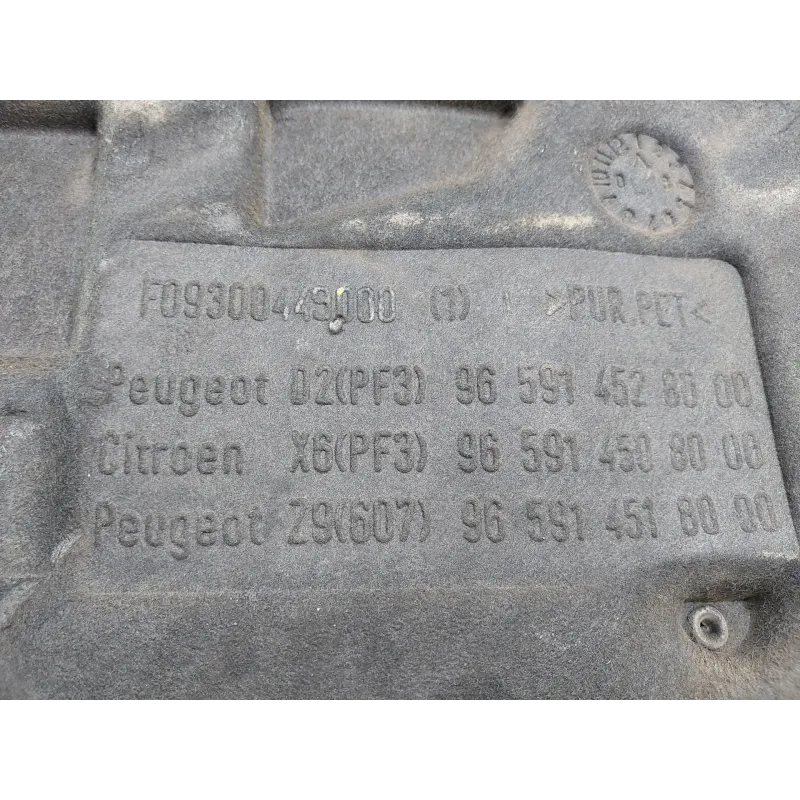 F09300449000 (1) >PUR.PET<
Peugeot D2(PF3) 96 591 452 80 00
Citroen X6(PF3) 96 591 450 80 00
Peugeot Z9(607) 96 591 451 80 00